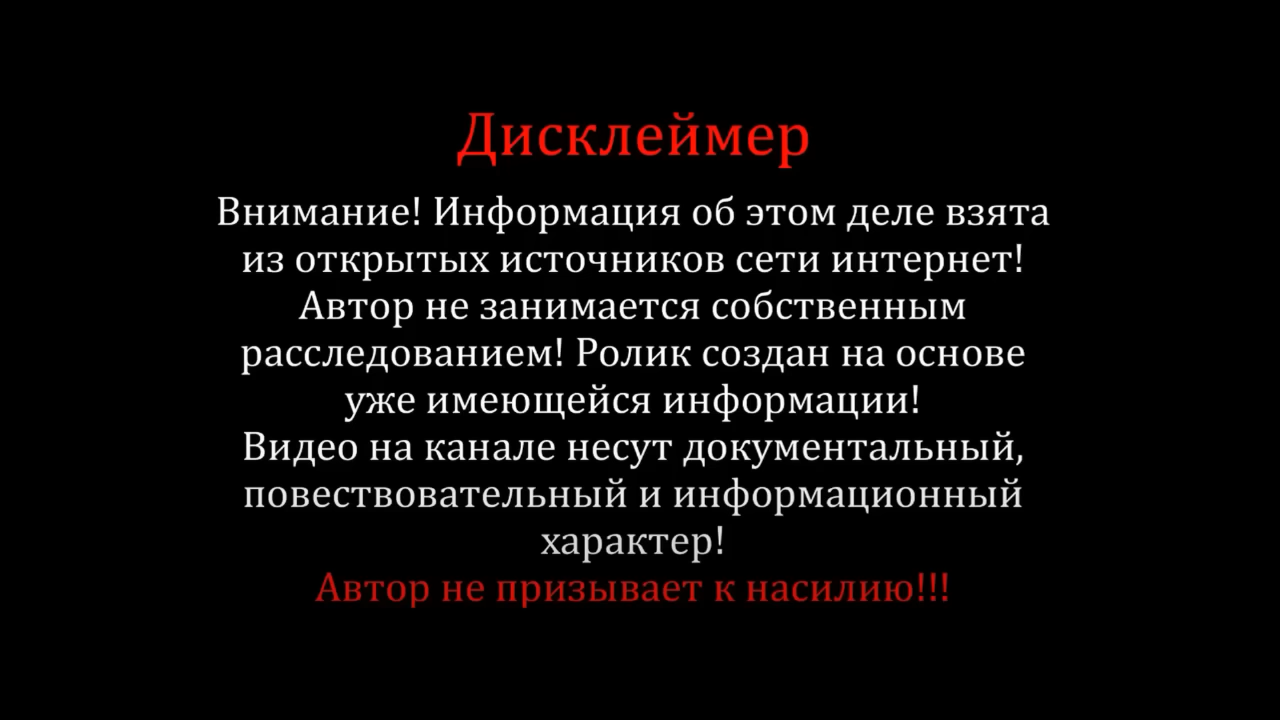 Дисклеймер
Внимание! Информация об этом деле взята
из открытых источников сети интернет!
Автор не занимается собственным
расследованием! Ролик создан на основе
уже имеющейся информации!
Видео на канале несут документальный,
повествовательный и информационный
характер!
Автор не призывает к насилию!!!